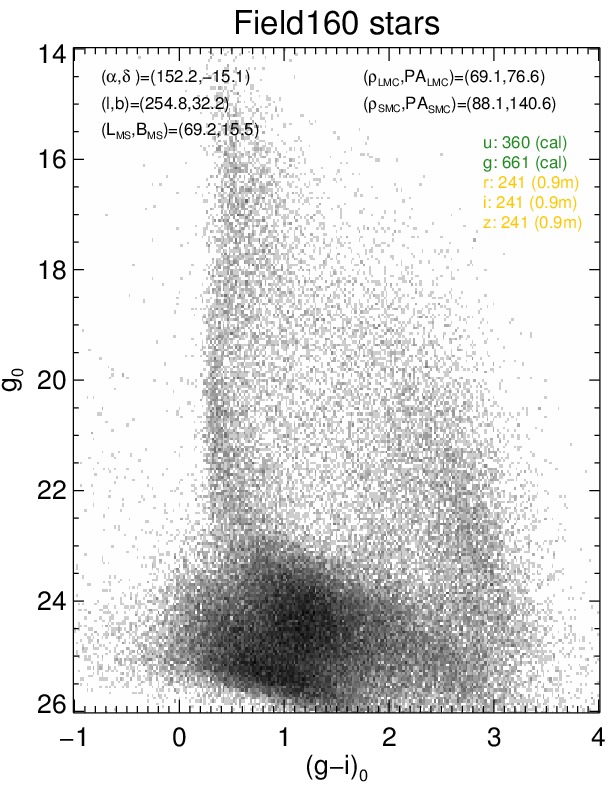 Field160 stars
(α,δ )=(152.2,−15.1)
(ρLMC,PALMC)=(69.1,76.6)
(l,b)=(254.8,32.2)
(ρSMC,PASMC)=(88.1,140.6)
(LMS,BMS)=(69.2,15.5)
u: 360 (cal)
g: 661 (cal)
r: 241 (0.9m)
i: 241 (0.9m)
z: 241 (0.9m)
14
16
18
20
22
24
26
g0
−1 0 1 2 3 4
(g−i)0